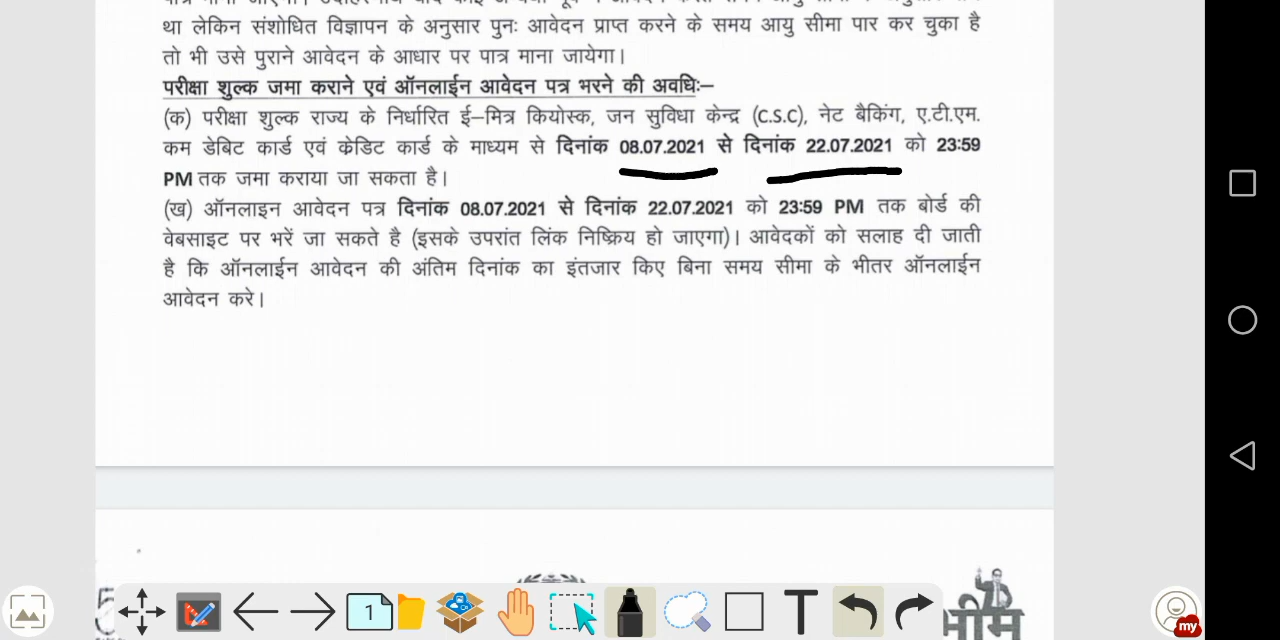 था लेकिन संशोधित विज्ञापन के अनुसार पुनः आवेदन प्राप्त करने के समय आयु सीमा पार कर चुका है
तो भी उसे पुराने आवेदन के आधार पर पात्र माना जायेगा।
परीक्षा शुल्क जमा कराने एवं ऑनलाईन आवेदन पत्र भरने की अवधिः–
(क) परीक्षा शुल्क राज्य के निर्धारित ई–मित्र कियोस्क, जन सुविधा केन्द्र (C.S.C), नेट बैकिंग, ए.टी.एम.
कम डेबिट कार्ड एवं केडिट कार्ड के माध्यम से दिनांक 08.07.2021 से दिनांक 22.07.2021 को 23:59
PM तक जमा कराया जा सकता है।
(ख) ऑनलाइन आवेदन पत्र दिनांक 08.07.2021 से दिनांक 22.07.2021 को 23:59 PM तक बोर्ड की
वेबसाइट पर भरें जा सकते है (इसके उपरांत लिंक निष्क्रिय हो जाएगा)। आवेदकों को सलाह दी जाती
है कि ऑनलाईन आवेदन की अंतिम दिनांक का इंतजार किए बिना समय सीमा के भीतर ऑनलाईन
आवेदन करे।
1
T
my